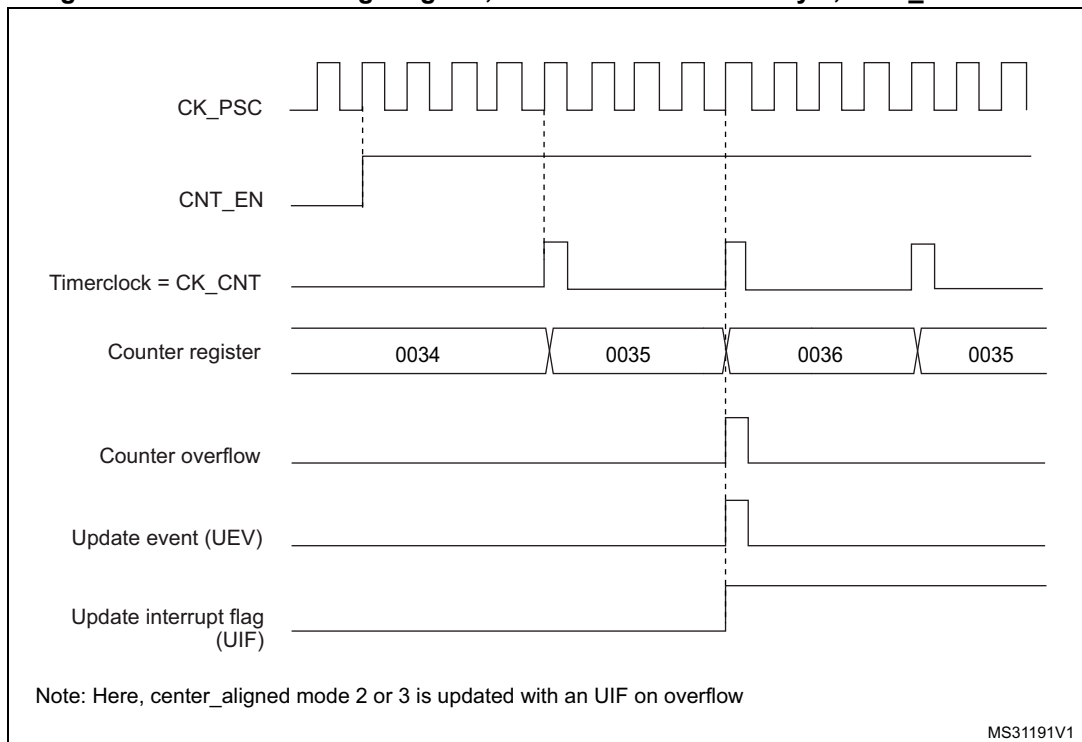 CK_PSC
CNT_EN
Timerclock = CK_CNT
Counter register
0034 0035 0036 0035
Counter overflow
Update event (UEV)
Update interrupt flag
(UIF)
Note: Here, center_aligned mode 2 or 3 is updated with an UIF on overflow
MS31191V1